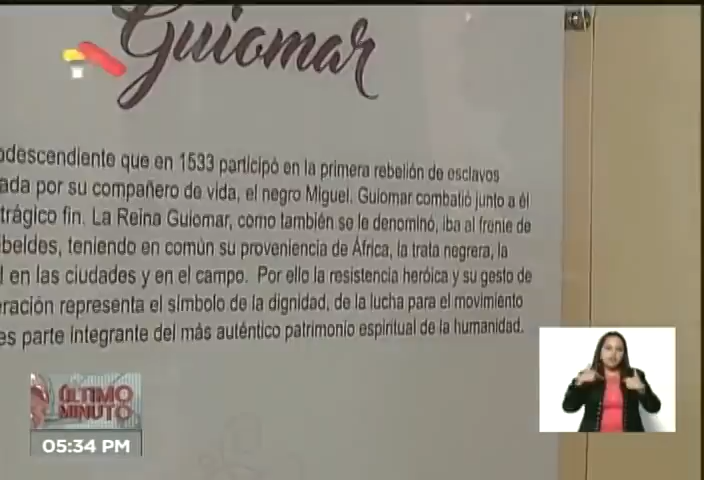 Guiomar
odescendiente que en 1533 participó en la primera rebelión de esclavos
ada por su compañero de vida, el negro Miguel. Guiomar combatió junto a él
trágico fin. La Reina Guiomar, como también se le denominó, iba al frente de
beldes, teniendo en común su proveniencia de África, la trata negrera, la
l en las ciudades y en el campo. Por ello la resistencia heróica y su gesto de
eración representa el símbolo de la dignidad, de la lucha para el movimiento
es parte integrante del más auténtico patrimonio espiritual de la humanidad.
ÚLTIMO
MINUTO
05:34 PM